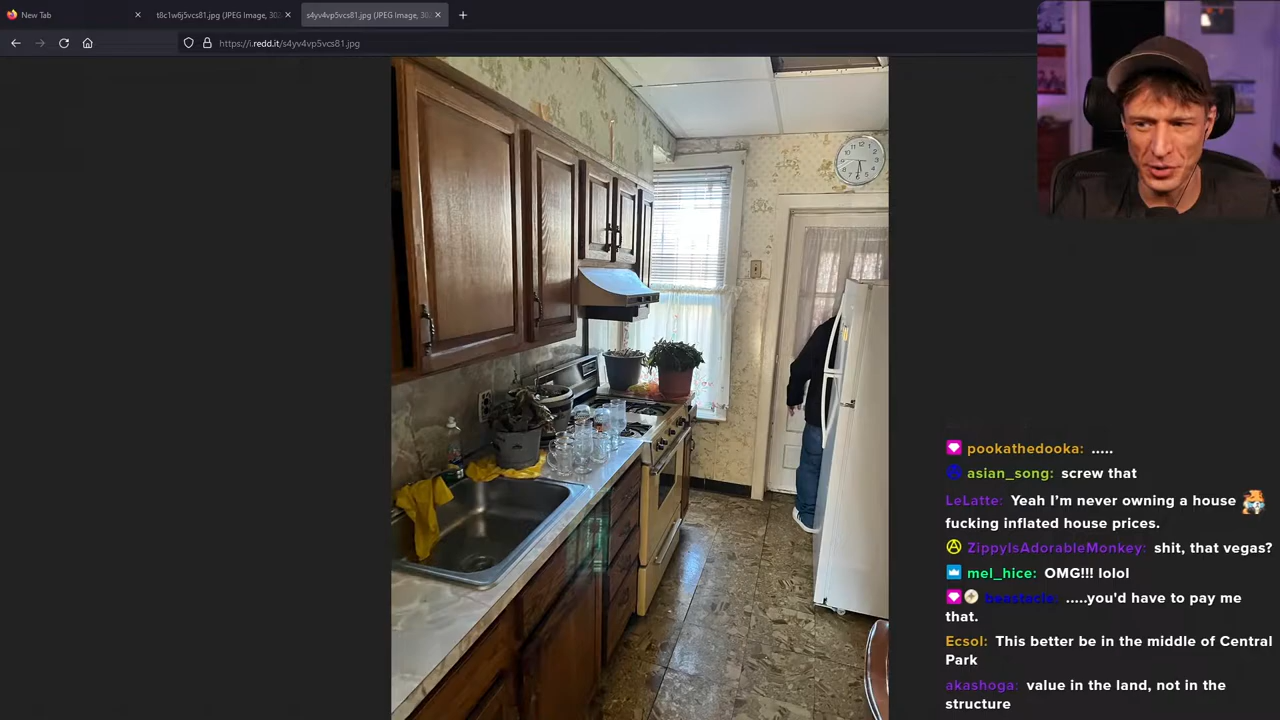 New Tab
t8c1w6j5vcs81.jpg (JPEG Image, 302
s4yv4vp5vcs81.jpg (JPEG Image, 302
https://i.redd.it/s4yv4vp5vcs81.jpg
pookathedooka: .....
asian_song: screw that
LeLatte: Yeah I'm never owning a house
fucking inflated house prices.
ZippyIsAdorableMonkey: shit, that vegas?
mel_hice: OMG!!! lolol
beastacle: .....you'd have to pay me
that.
Ecsol: This better be in the middle of Central
Park
akashoga: value in the land, not in the
structure